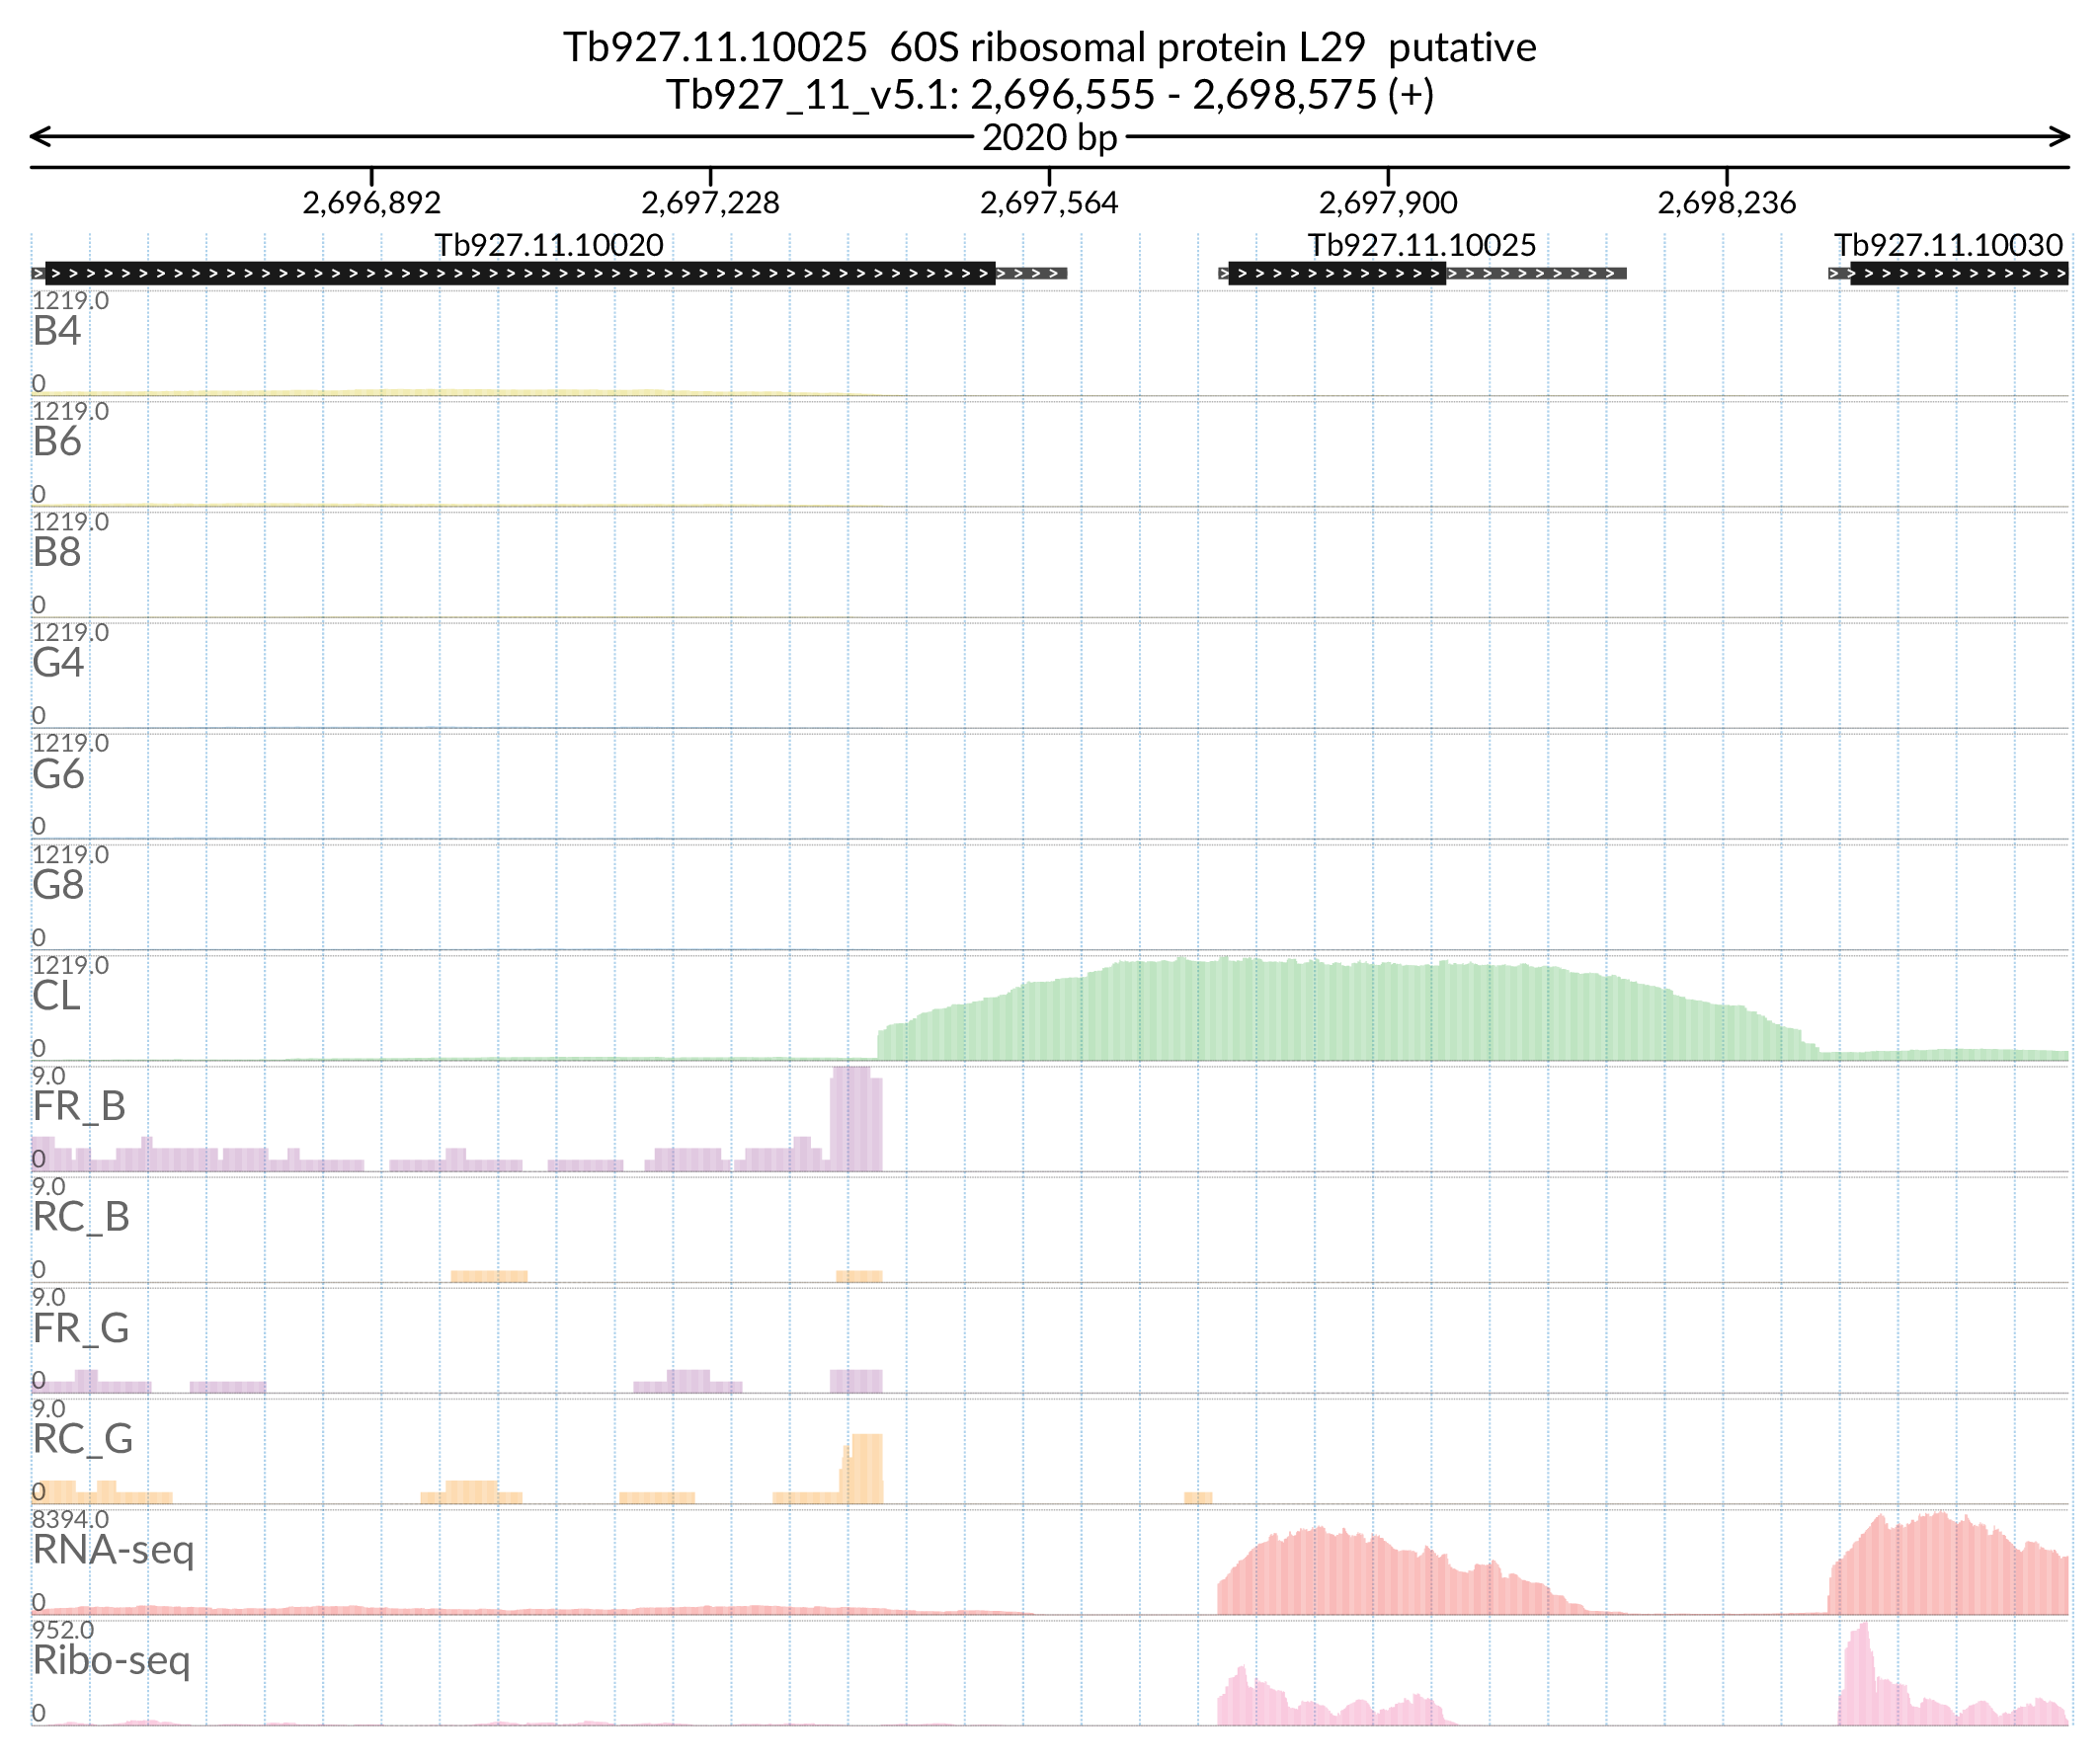 Tb927.11.10025 60S ribosomal protein L29 putative
Tb927_11_v5.1: 2,696,555 - 2,698,575 (+)
2020 bp
2,696,892 2,697,228 2,697,564 2,697,900 2,698,236
Tb927.11.10020 Tb927.11.10025 Tb927.11.10030
1219.0
B4
0
1219.0
B6
0
1219.0
B8
0
1219.0
G4
0
1219.0
G6
0
1219.0
G8
0
1219.0
CL
0
9.0
FR_B
0
9.0
RC_B
0
9.0
FR_G
0
9.0
RC_G
0
8394.0
RNA-seq
0
952.0
Ribo-seq
0